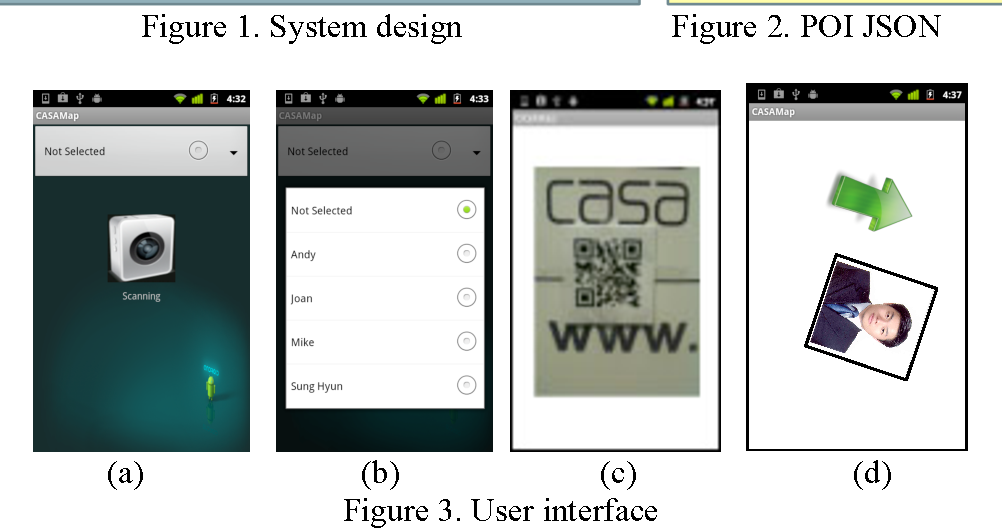 Figure 1. System design
Figure 2. POI JSON
4:32
CASAMap
Not Selected
Scanning
4:33
CASAMap
Not Selected
Not Selected
Andy
Joan
Mike
Sung Hyun
casa
www.
4:37
CASAMap
(a)
(b)
(c)
(d)
Figure 3. User interface